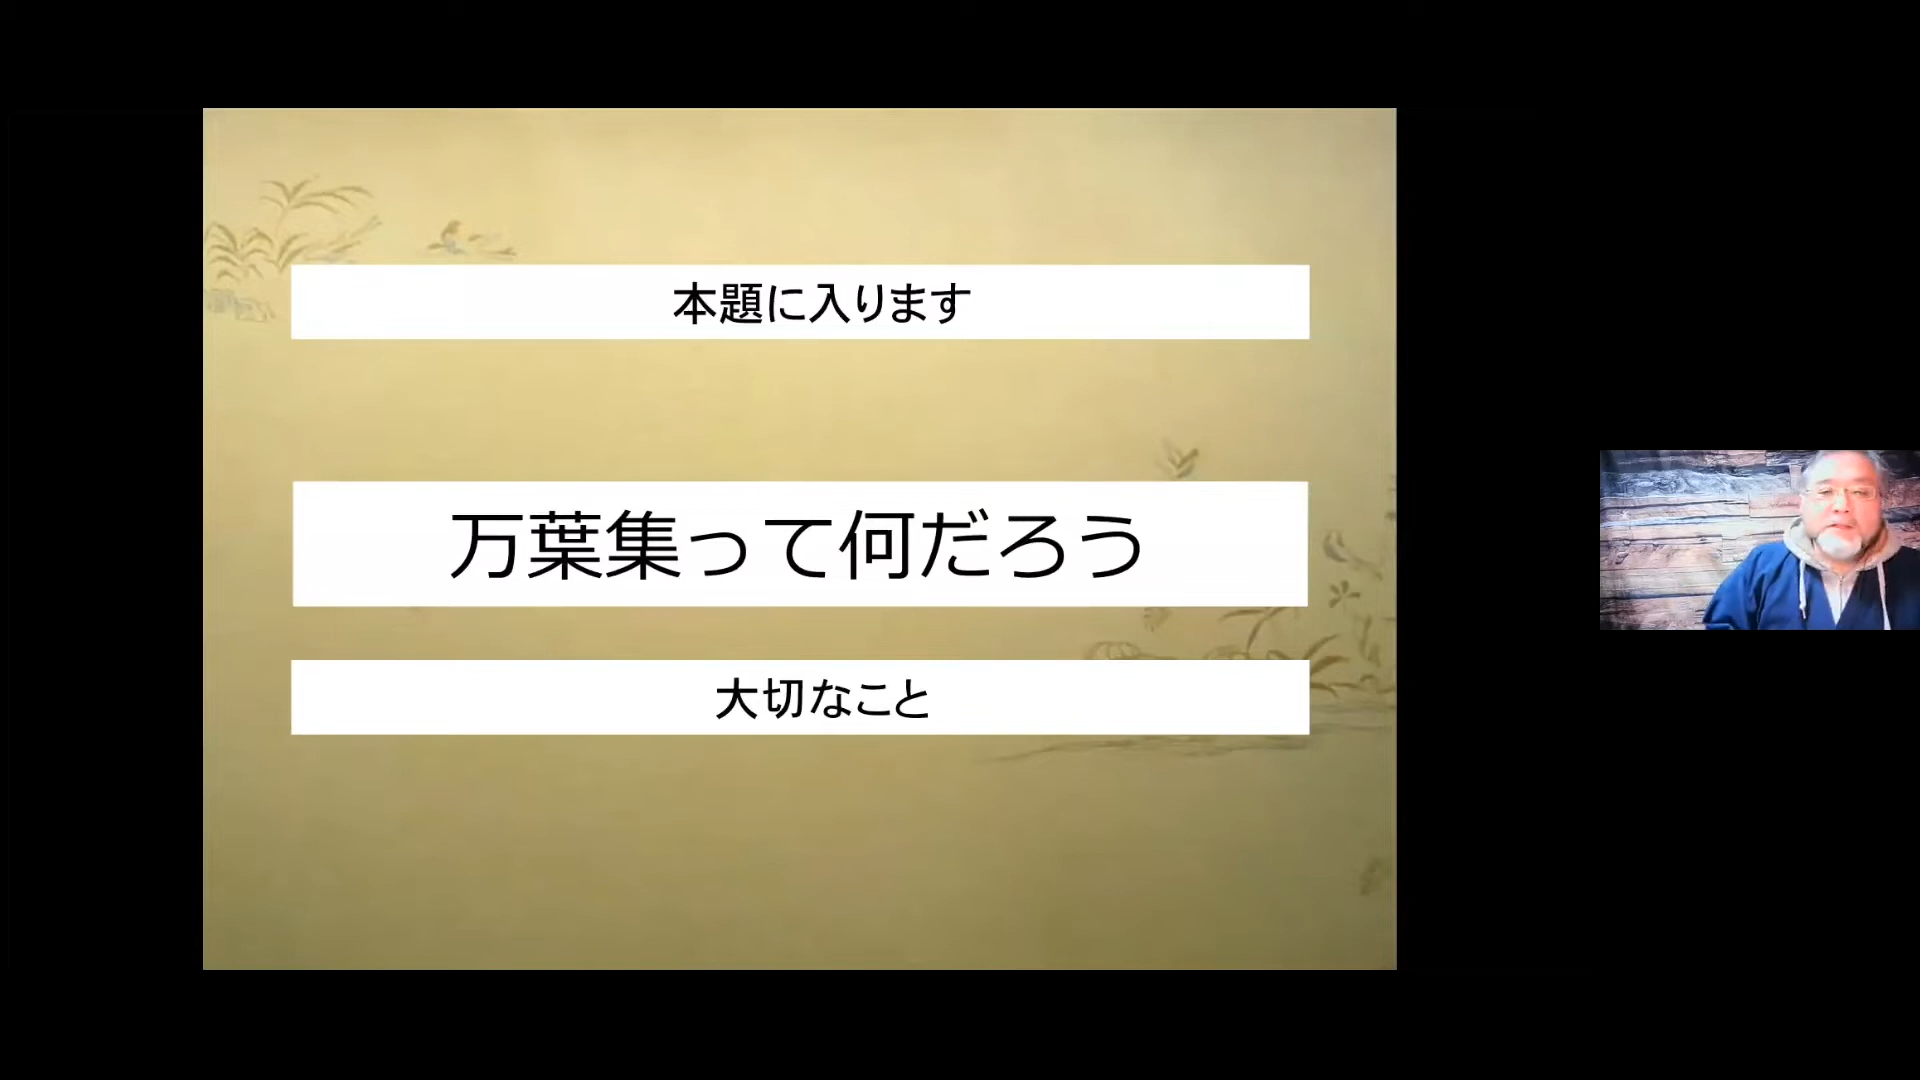 本題に入ります
万葉集って何だろう
大切なこと